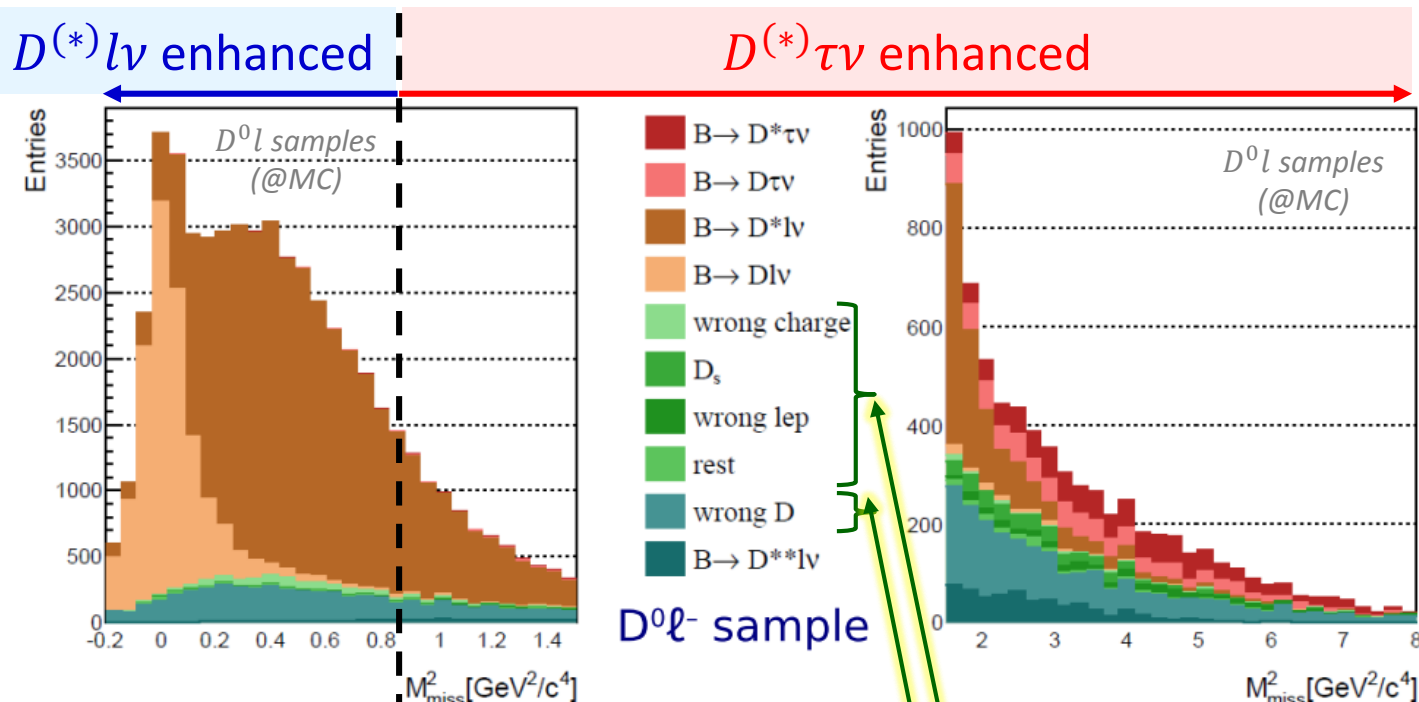 D^(*)lν enhanced
D^(*)τν enhanced
Entries
D⁰l samples
(@MC)
3500
3000
2500
2000
1500
1000
500
0
-0.2 0 0.2 0.4 0.6 0.8 1 1.2 1.4
M²miss[GeV²/c⁴]
B→ D*τν
B→ Dτν
B→ D*lν
B→ Dlν
wrong charge
Dₛ
wrong lep
rest
wrong D
B→ D**lν
D⁰ℓ⁻ sample
Entries
D⁰l samples
(@MC)
1000
800
600
400
200
0
2 3 4 5 6 7 8
M²miss[GeV²/c⁴]